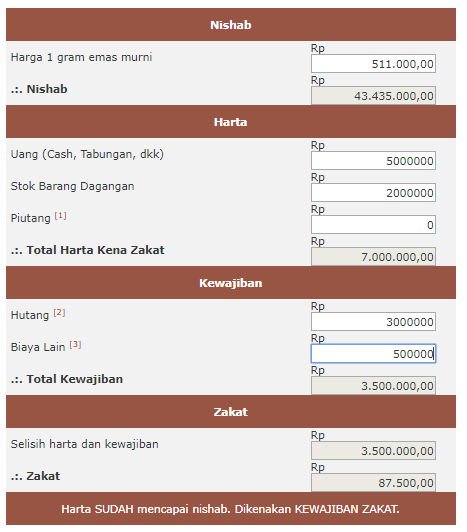 Nishab
Harga 1 gram emas murni
Rp
511.000,00
.:. Nishab
Rp
43.435.000,00
Harta
Uang (Cash, Tabungan, dkk)
Rp
5000000
Stok Barang Dagangan
Rp
2000000
Piutang [1]
Rp
0
.:. Total Harta Kena Zakat
Rp
7.000.000,00
Kewajiban
Hutang [2]
Rp
3000000
Biaya Lain [3]
Rp
500000
.:. Total Kewajiban
Rp
3.500.000,00
Zakat
Selisih harta dan kewajiban
Rp
3.500.000,00
.:. Zakat
Rp
87.500,00
Harta SUDAH mencapai nishab. Dikenakan KEWAJIBAN ZAKAT.